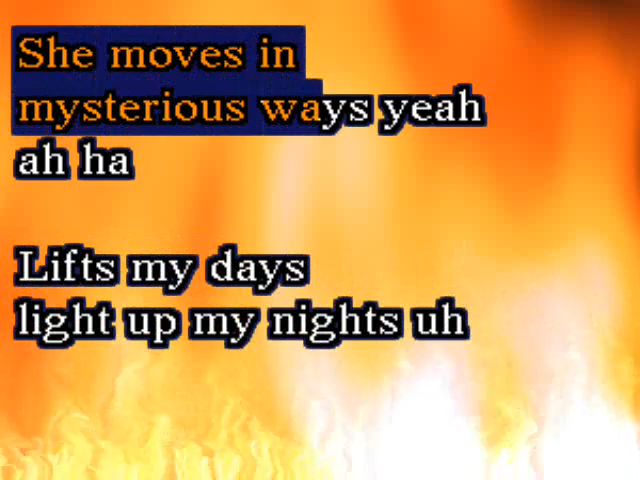 She moves in
mysterious ways yeah
ah ha
Lifts my days
light up my nights uh